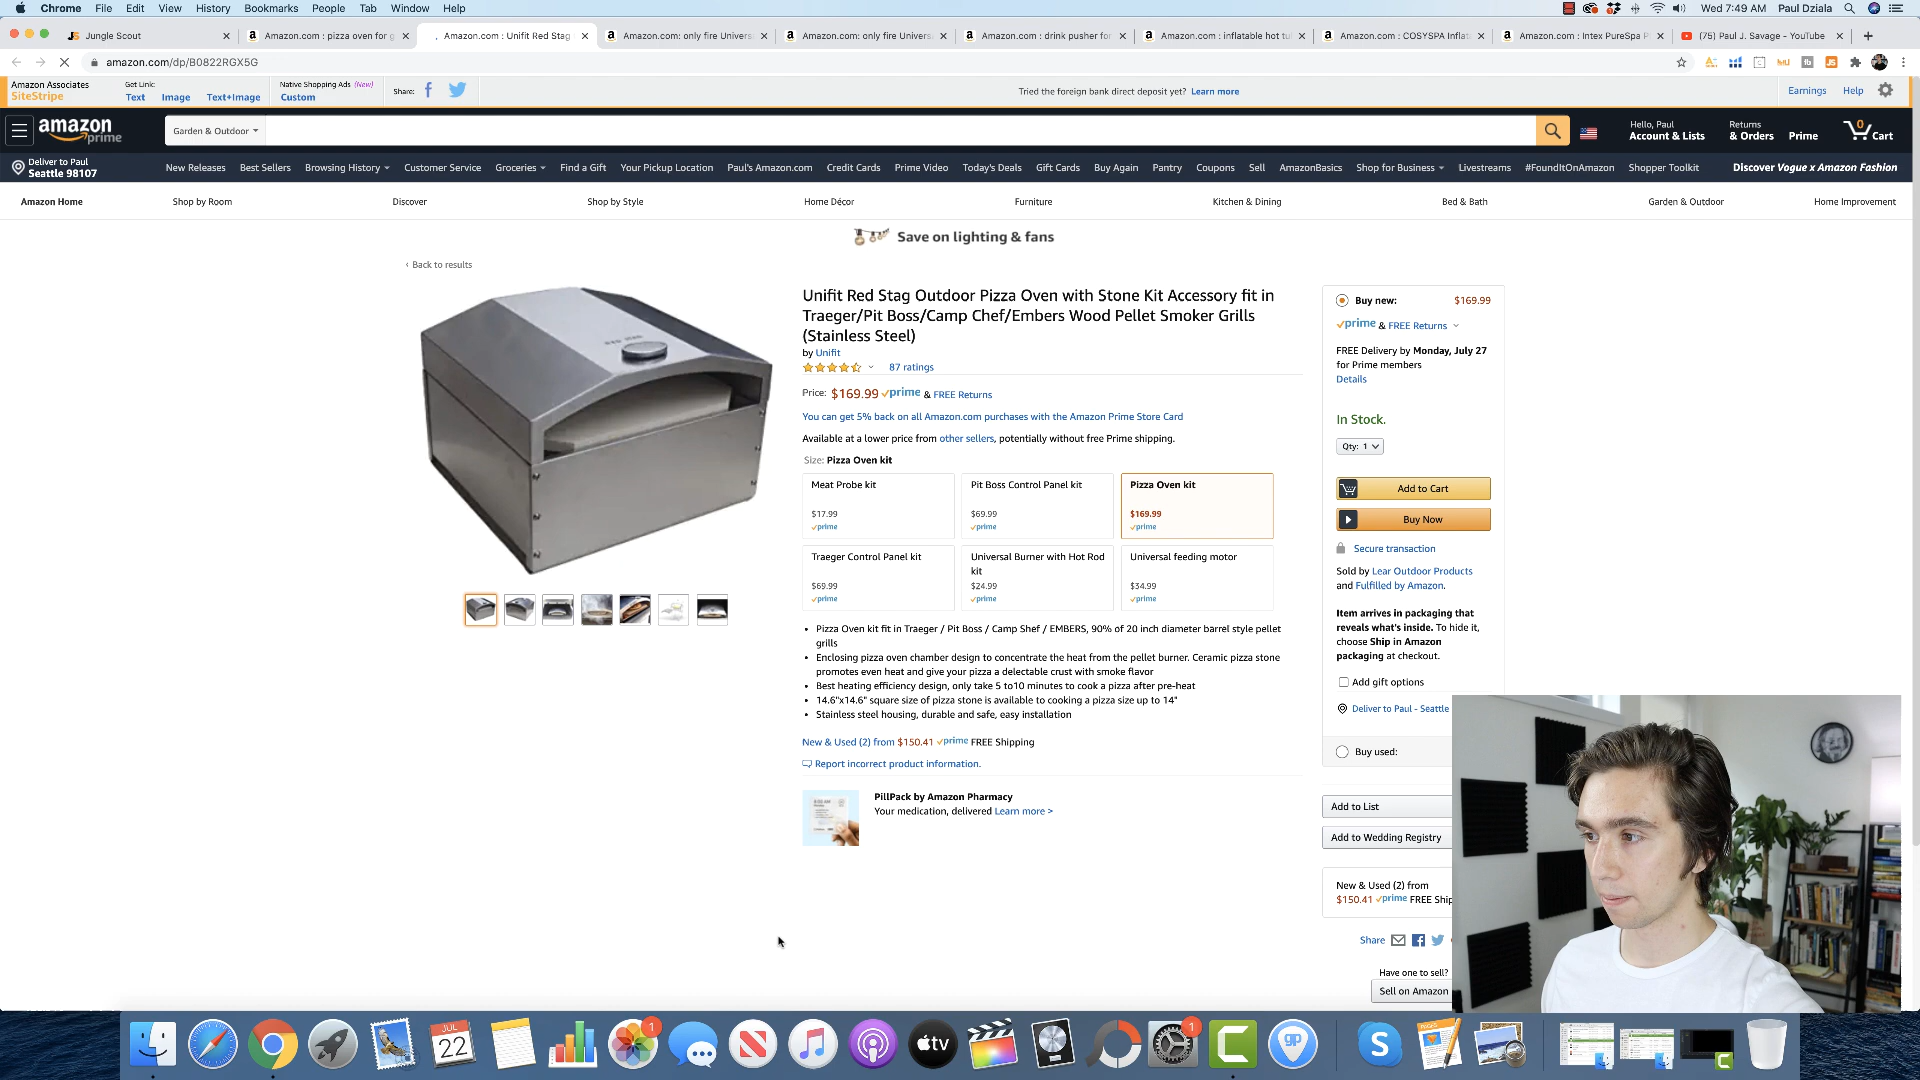 Chrome File Edit View History Bookmarks People Tab Window Help
Wed 7:49 AM Paul Dziala
Jungle Scout
Amazon.com : pizza oven for g
Amazon.com : Unifit Red Stag
Amazon.com: only fire Univers
Amazon.com: only fire Univers
Amazon.com : drink pusher for
Amazon.com : inflatable hot tu
Amazon.com : COSYSPA Inflat
Amazon.com : Intex PureSpa P
(75) Paul J. Savage - YouTube
amazon.com/dp/B0822RGX5G
Amazon Associates
SiteStripe
Get Link:
Text Image Text+Image
Native Shopping Ads (New)
Custom
Share:
Tried the foreign bank direct deposit yet? Learn more
Earnings Help
amazon prime
Garden & Outdoor
Hello, Paul
Account & Lists
Returns
& Orders
Prime
0
Cart
Deliver to Paul
Seattle 98107
New Releases Best Sellers Browsing History Customer Service Groceries Find a Gift Your Pickup Location Paul's Amazon.com Credit Cards Prime Video Today's Deals Gift Cards Buy Again Pantry Coupons Sell AmazonBasics Shop for Business Livestreams #FoundItOnAmazon Shopper Toolkit
Discover Vogue x Amazon Fashion
Amazon Home Shop by Room Discover Shop by Style Home Décor Furniture Kitchen & Dining Bed & Bath Garden & Outdoor Home Improvement
Save on lighting & fans
‹ Back to results
Unifit Red Stag Outdoor Pizza Oven with Stone Kit Accessory fit in
Traeger/Pit Boss/Camp Chef/Embers Wood Pellet Smoker Grills
(Stainless Steel)
by Unifit
87 ratings
Price: $169.99 prime & FREE Returns
You can get 5% back on all Amazon.com purchases with the Amazon Prime Store Card
Available at a lower price from other sellers, potentially without free Prime shipping.
Size: Pizza Oven kit
Meat Probe kit
$17.99
prime
Pit Boss Control Panel kit
$69.99
prime
Pizza Oven kit
$169.99
prime
Traeger Control Panel kit
$69.99
prime
Universal Burner with Hot Rod
kit
$24.99
prime
Universal feeding motor
$34.99
prime
• Pizza Oven kit fit in Traeger / Pit Boss / Camp Shef / EMBERS, 90% of 20 inch diameter barrel style pellet
grills
• Enclosing pizza oven chamber design to concentrate the heat from the pellet burner. Ceramic pizza stone
promotes even heat and give your pizza a delectable crust with smoke flavor
• Best heating efficiency design, only take 5 to10 minutes to cook a pizza after pre-heat
• 14.6"x14.6" square size of pizza stone is available to cooking a pizza size up to 14"
• Stainless steel housing, durable and safe, easy installation
New & Used (2) from $150.41 prime FREE Shipping
Report incorrect product information.
PillPack by Amazon Pharmacy
Your medication, delivered Learn more >
Buy new: $169.99
prime & FREE Returns
FREE Delivery by Monday, July 27
for Prime members
Details
In Stock.
Qty: 1
Add to Cart
Buy Now
Secure transaction
Sold by Lear Outdoor Products
and Fulfilled by Amazon.
Item arrives in packaging that
reveals what's inside. To hide it,
choose Ship in Amazon
packaging at checkout.
Add gift options
Deliver to Paul - Seattle
Buy used:
Add to List
Add to Wedding Registry
New & Used (2) from
$150.41 prime FREE Ship
Share
Have one to sell?
Sell on Amazon
JUL
22
1
tv
1
gp
PAGES